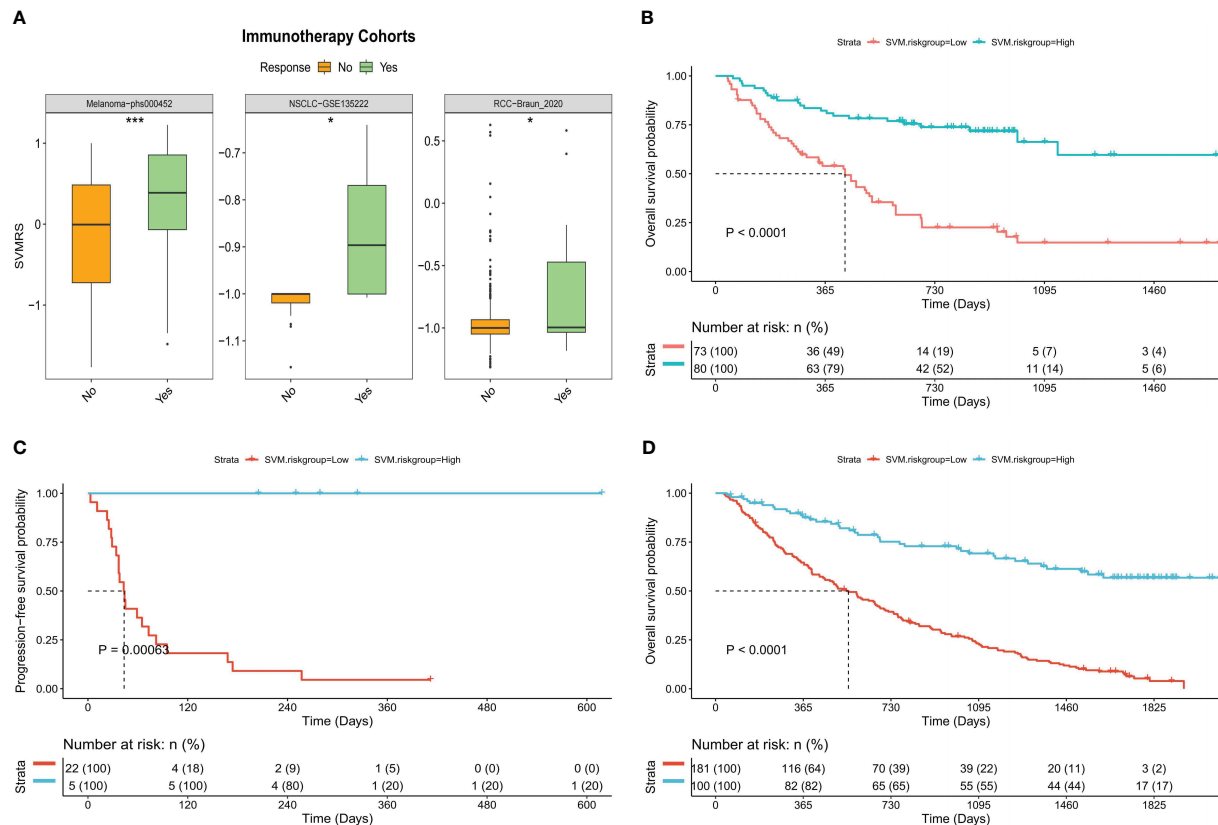 A
Immunotherapy Cohorts
Response No Yes
Melanoma-phs000452 NSCLC-GSE135222 RCC-Braun_2020
*** * *
SVMRS
1
0
−1
−0.7
−0.8
−0.9
−1.0
−1.1
0.5
0.0
−0.5
−1.0
No Yes No Yes No Yes
B
Strata SVM.riskgroup=Low SVM.riskgroup=High
Overall survival probability
1.00
0.75
0.50
0.25
0.00
P < 0.0001
0 365 730 1095 1460
Time (Days)
Number at risk: n (%)
Strata
73 (100) 36 (49) 14 (19) 5 (7) 3 (4)
80 (100) 63 (79) 42 (52) 11 (14) 5 (6)
0 365 730 1095 1460
Time (Days)
C
Strata SVM.riskgroup=Low SVM.riskgroup=High
Progression−free survival probability
1.00
0.75
0.50
0.25
0.00
P = 0.00063
0 120 240 360 480 600
Time (Days)
Number at risk: n (%)
Strata
22 (100) 4 (18) 2 (9) 1 (5) 0 (0) 0 (0)
5 (100) 5 (100) 4 (80) 1 (20) 1 (20) 1 (20)
0 120 240 360 480 600
Time (Days)
D
Strata SVM.riskgroup=Low SVM.riskgroup=High
Overall survival probability
1.00
0.75
0.50
0.25
0.00
P < 0.0001
0 365 730 1095 1460 1825
Time (Days)
Number at risk: n (%)
Strata
181 (100) 116 (64) 70 (39) 39 (22) 20 (11) 3 (2)
100 (100) 82 (82) 65 (65) 55 (55) 44 (44) 17 (17)
0 365 730 1095 1460 1825
Time (Days)